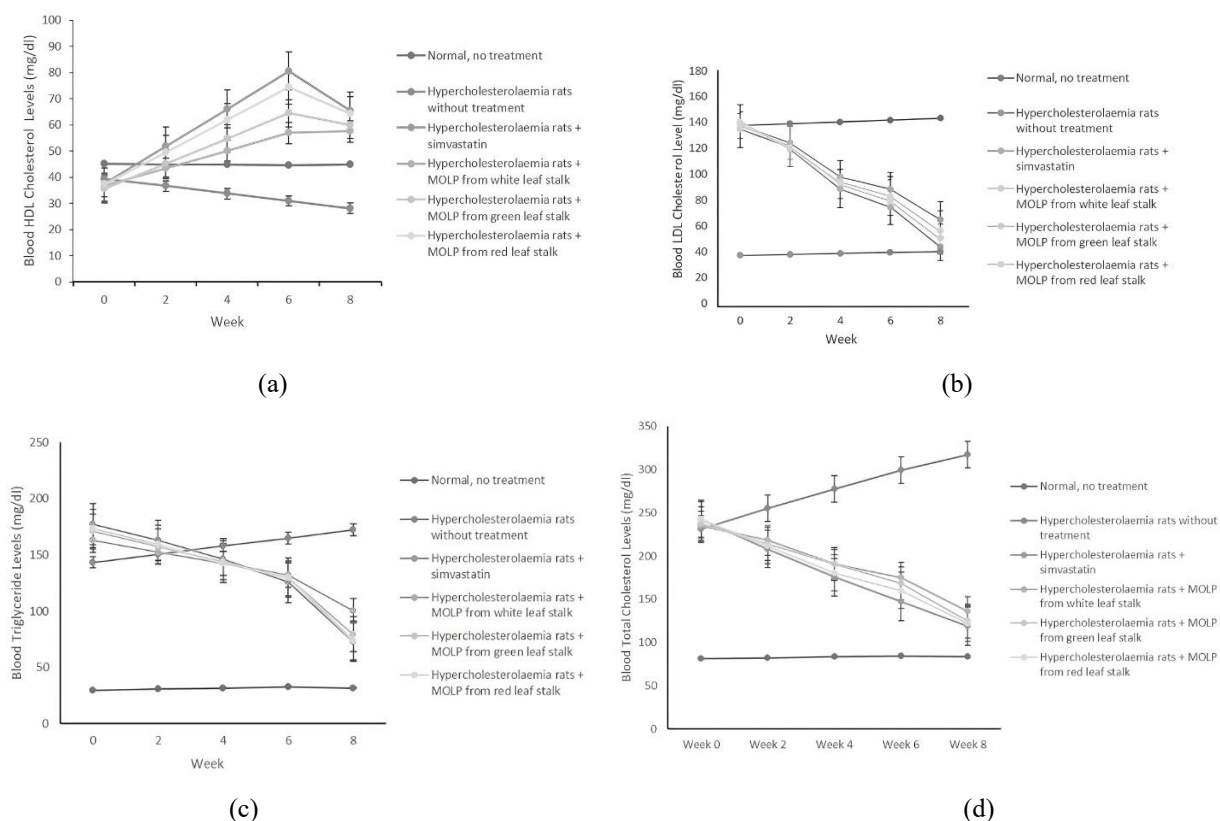 Blood HDL Cholesterol Levels (mg/dl)
100
90
80
70
60
50
40
30
20
10
0
0 2 4 6 8
Week
Normal, no treatment
Hypercholesterolaemia rats
without treatment
Hypercholesterolaemia rats +
simvastatin
Hypercholesterolaemia rats +
MOLP from white leaf stalk
Hypercholesterolaemia rats +
MOLP from green leaf stalk
Hypercholesterolaemia rats +
MOLP from red leaf stalk
(a)
Blood LDL Cholesterol Level (mg/dl)
180
160
140
120
100
80
60
40
20
0
0 2 4 6 8
Week
Normal, no treatment
Hypercholesterolaemia rats
without treatment
Hypercholesterolaemia rats +
simvastatin
Hypercholesterolaemia rats +
MOLP from white leaf stalk
Hypercholesterolaemia rats +
MOLP from green leaf stalk
Hypercholesterolaemia rats +
MOLP from red leaf stalk
(b)
Blood Triglyceride Levels (mg/dl)
250
200
150
100
50
0
0 2 4 6 8
Week
Normal, no treatment
Hypercholesterolaemia rats
without treatment
Hypercholesterolaemia rats +
simvastatin
Hypercholesterolaemia rats +
MOLP from white leaf stalk
Hypercholesterolaemia rats +
MOLP from green leaf stalk
Hypercholesterolaemia rats +
MOLP from red leaf stalk
(c)
Blood Total Cholesterol Levels (mg/dl)
350
300
250
200
150
100
50
0
Week 0 Week 2 Week 4 Week 6 Week 8
Normal, no treatment
Hypercholesterolaemia rats without
treatment
Hypercholesterolaemia rats +
simvastatin
Hypercholesterolaemia rats + MOLP
from white leaf stalk
Hypercholesterolaemia rats + MOLP
from green leaf stalk
Hypercholesterolaemia rats + MOLP
from red leaf stalk
(d)